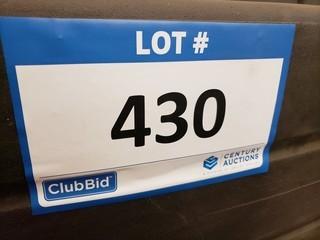 LOT #
430
ClubBid
CENTURY
AUCTIONS